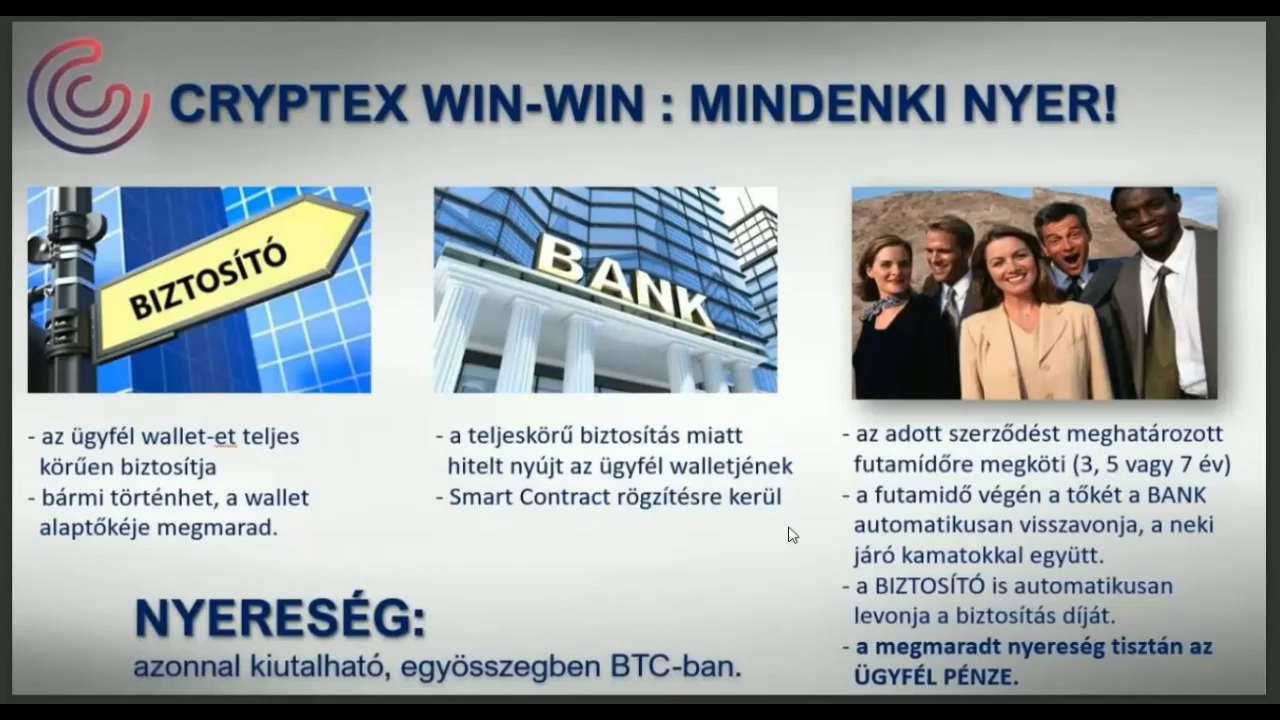 CRYPTEX WIN-WIN : MINDENKI NYER!
BIZTOSÍTÓ
BANK
- az ügyfél wallet-et teljes
körűen biztosítja
- bármi történhet, a wallet
alaptőkéje megmarad.
- a teljeskörű biztosítás miatt
hitelt nyújt az ügyfél walletjének
- Smart Contract rögzítésre kerül
- az adott szerződést meghatározott
futamídőre megköti (3, 5 vagy 7 év)
- a futamidő végén a tőkét a BANK
automatikusan visszavonja, a neki
járó kamatokkal együtt.
- a BIZTOSÍTÓ is automatikusan
levonja a biztosítás díját.
- a megmaradt nyereség tisztán az
ÜGYFÉL PÉNZE.
NYERESÉG:
azonnal kiutalható, egyösszegben BTC-ban.